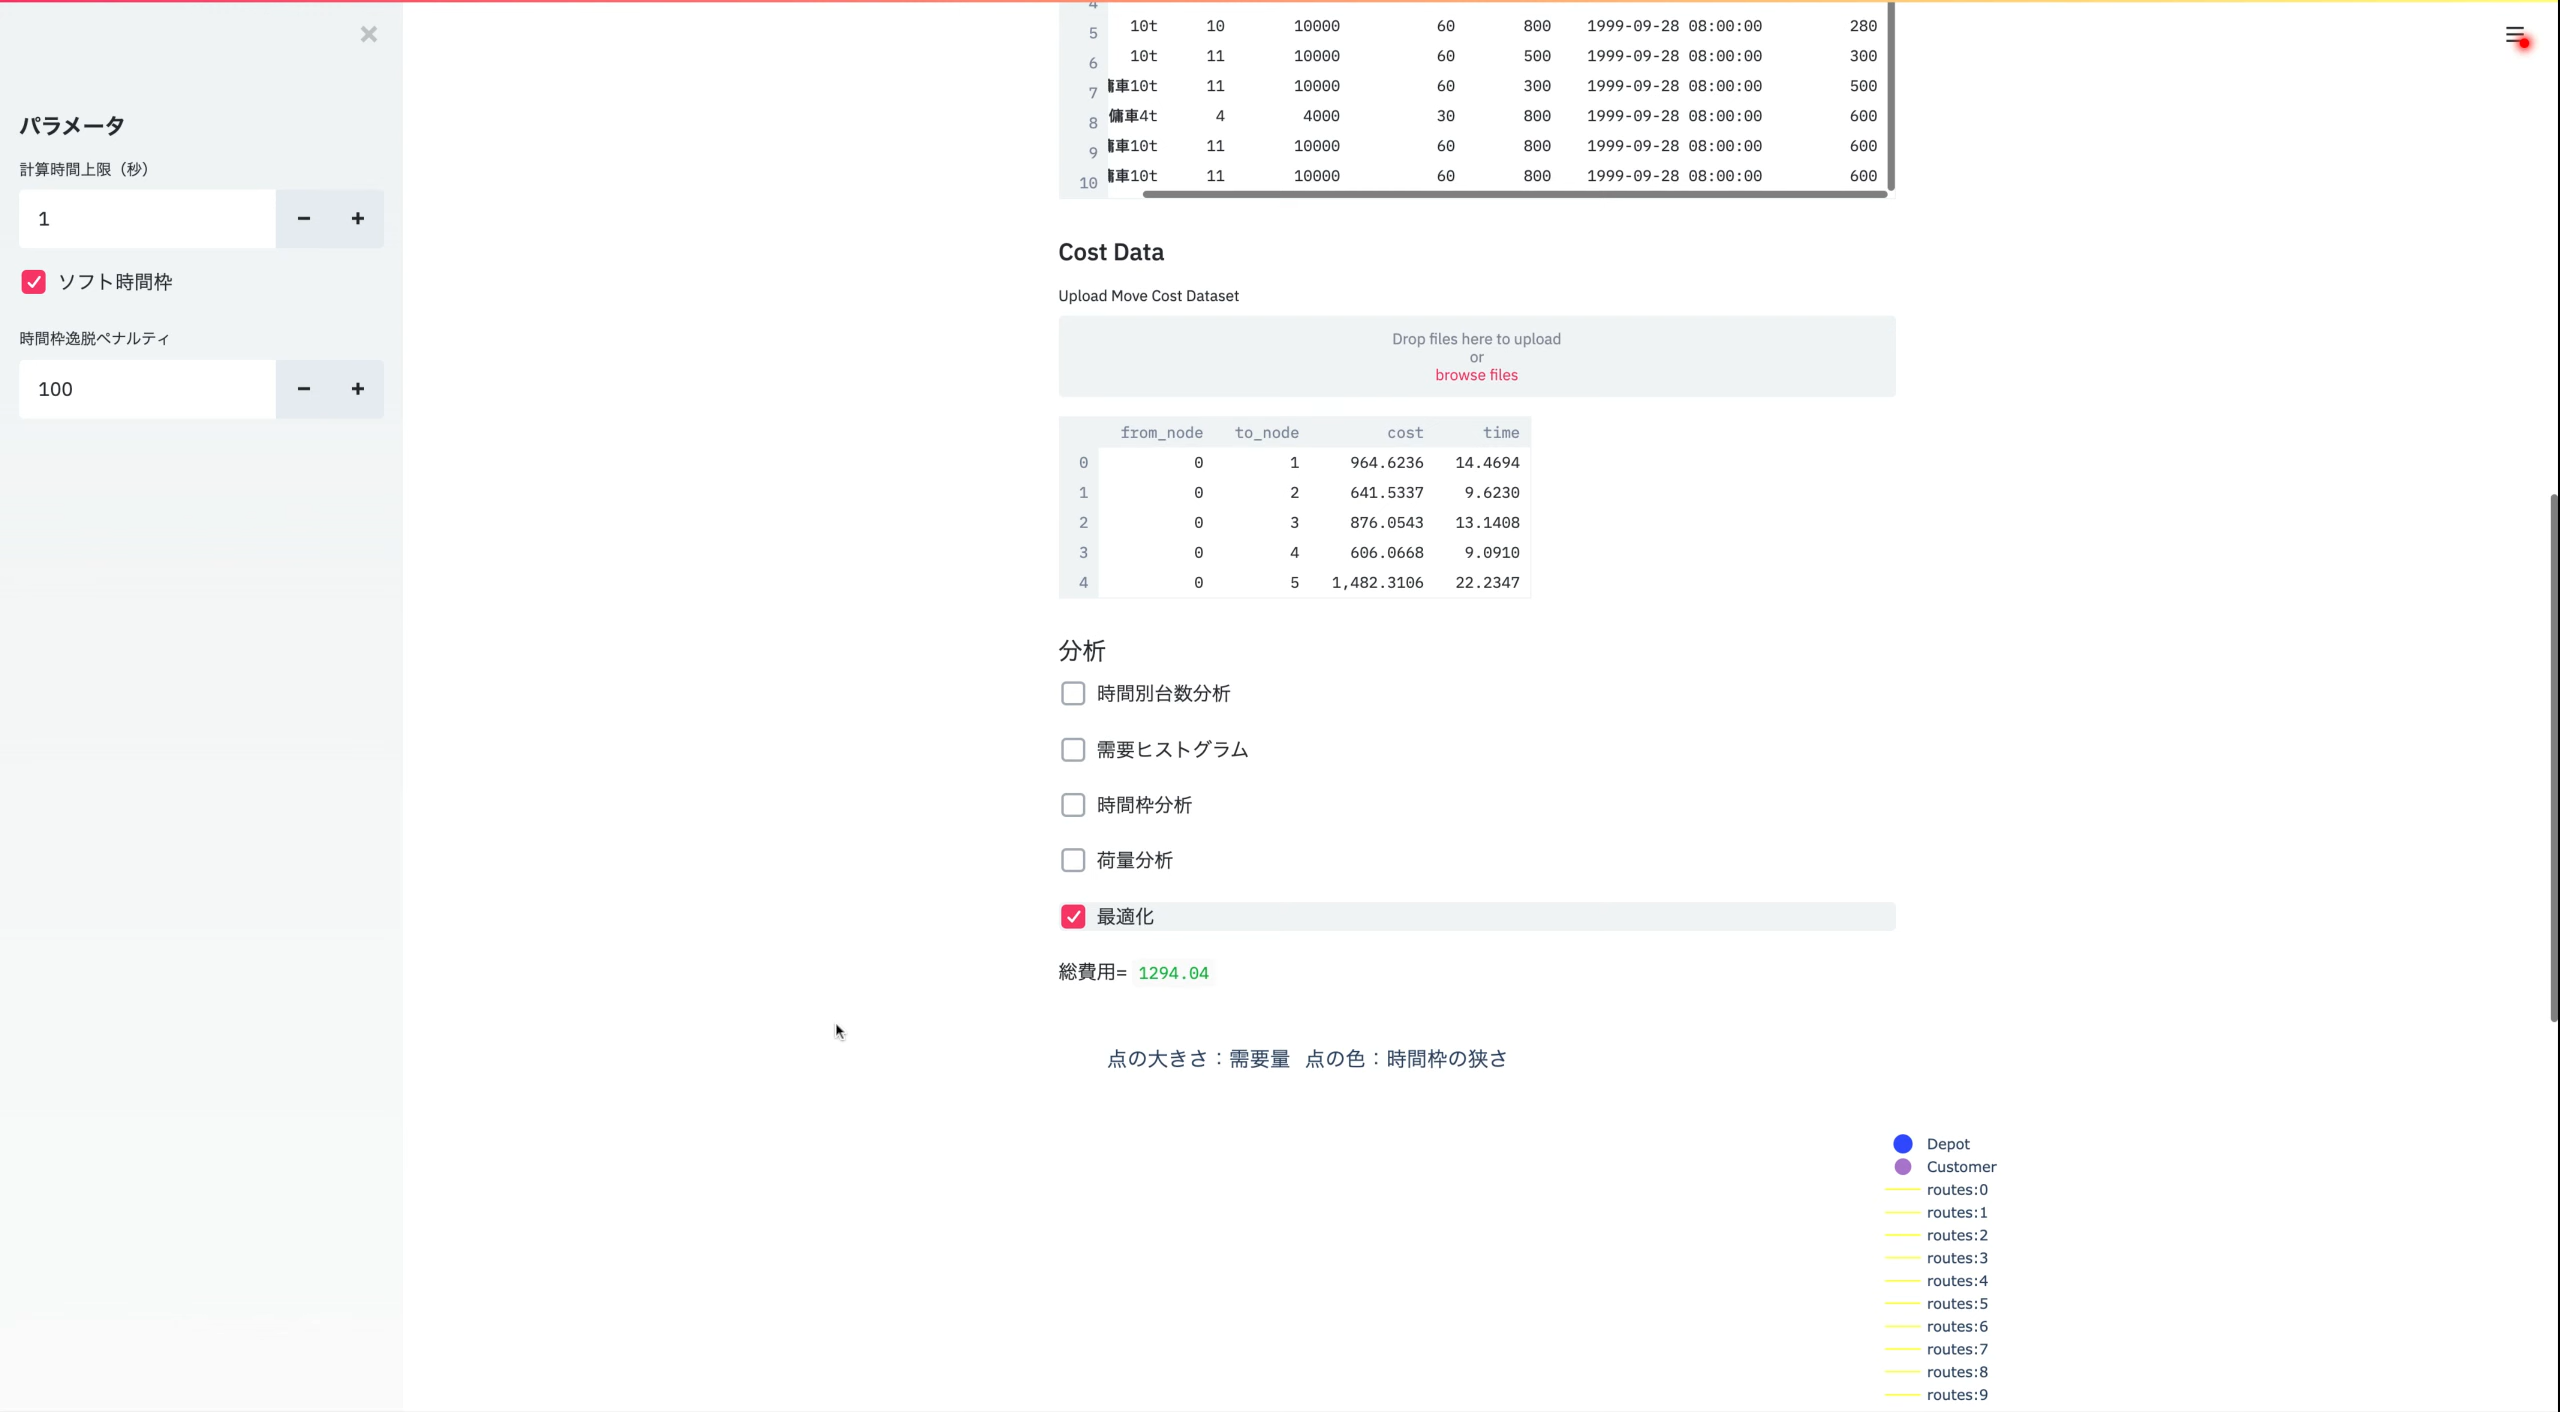 パラメータ
計算時間上限（秒）
1
ソフト時間枠
時間枠逸脱ペナルティ
100
5 10t 10 10000 60 800 1999-09-28 08:00:00 280
6 10t 11 10000 60 500 1999-09-28 08:00:00 300
7 車10t 11 10000 60 300 1999-09-28 08:00:00 500
8 傭車4t 4 4000 30 800 1999-09-28 08:00:00 600
9 車10t 11 10000 60 800 1999-09-28 08:00:00 600
10 車10t 11 10000 60 800 1999-09-28 08:00:00 600
Cost Data
Upload Move Cost Dataset
Drop files here to upload
or
browse files
from_node to_node cost time
0 0 1 964.6236 14.4694
1 0 2 641.5337 9.6230
2 0 3 876.0543 13.1408
3 0 4 606.0668 9.0910
4 0 5 1,482.3106 22.2347
分析
時間別台数分析
需要ヒストグラム
時間枠分析
荷量分析
最適化
総費用= 1294.04
点の大きさ：需要量 点の色：時間枠の狭さ
Depot
Customer
routes:0
routes:1
routes:2
routes:3
routes:4
routes:5
routes:6
routes:7
routes:8
routes:9